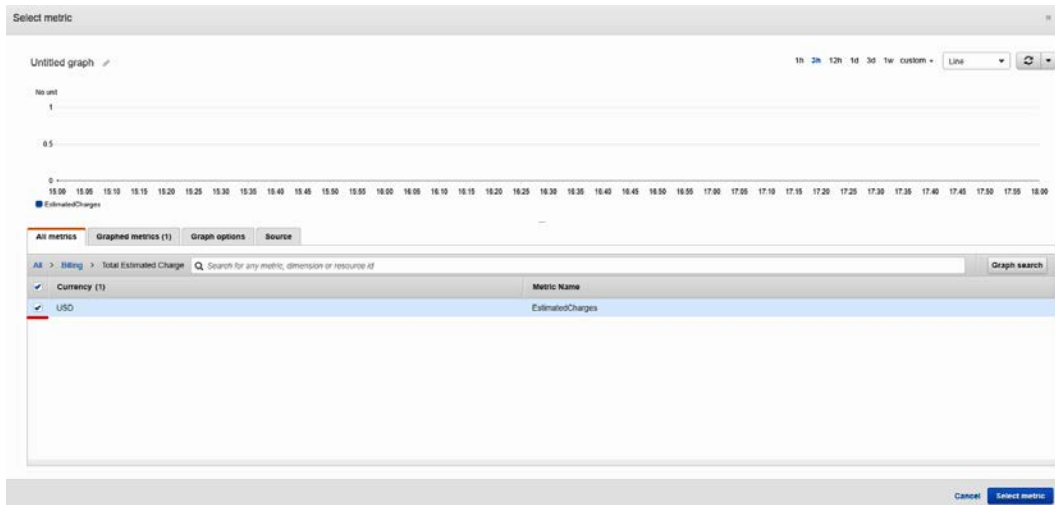 Select metric
Untitled graph
1h 3h 12h 1d 3d 1w custom Line
No unit
1
0.5
0
15:00 15:05 15:10 15:15 15:20 15:25 15:30 15:35 15:40 15:45 15:50 15:55 16:00 16:05 16:10 16:15 16:20 16:25 16:30 16:35 16:40 16:45 16:50 16:55 17:00 17:05 17:10 17:15 17:20 17:25 17:30 17:35 17:40 17:45 17:50 17:55 18:00
EstimatedCharges
All metrics Graphed metrics (1) Graph options Source
All > Billing > Total Estimated Charge Search for any metric, dimension or resource id Graph search
Currency (1) Metric Name
USD EstimatedCharges
Cancel Select metric